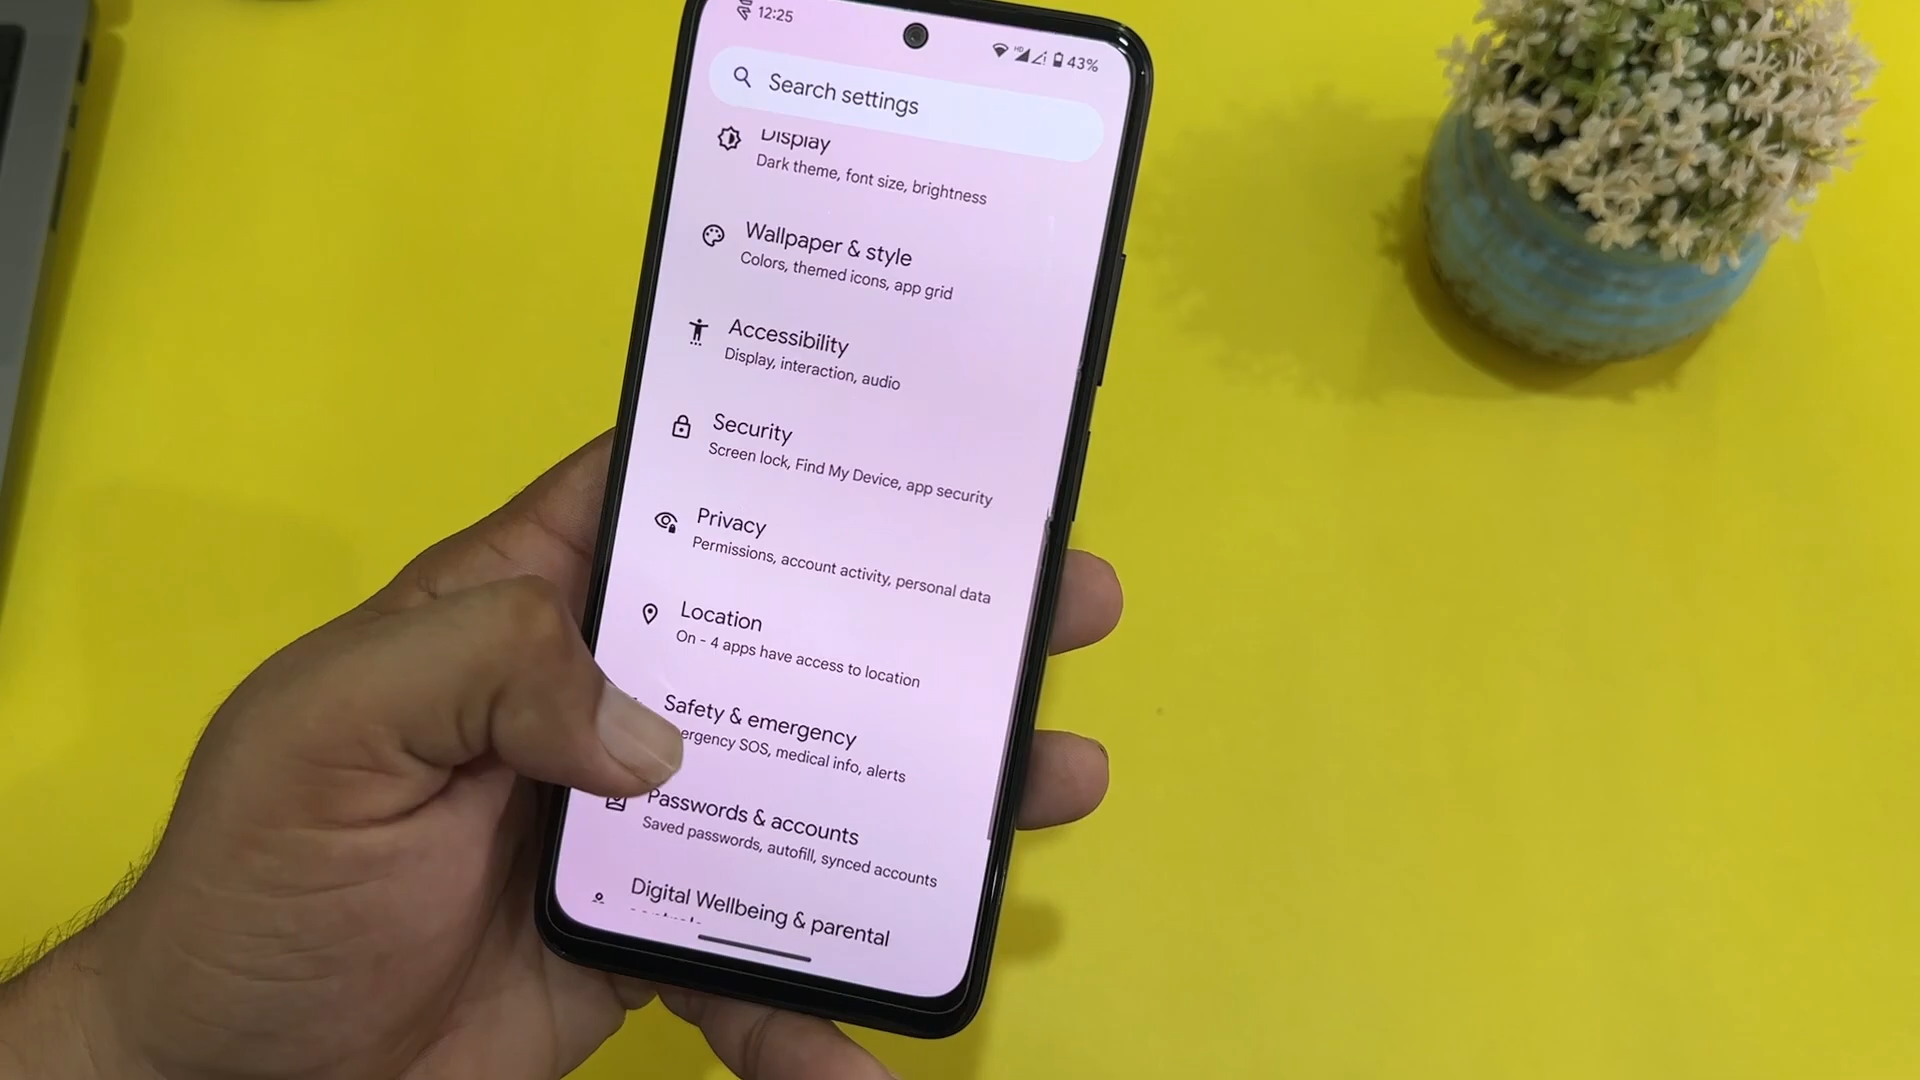 12:25
HD
43%
Search settings
Display
Dark theme, font size, brightness
Wallpaper & style
Colors, themed icons, app grid
Accessibility
Display, interaction, audio
Security
Screen lock, Find My Device, app security
Privacy
Permissions, account activity, personal data
Location
On - 4 apps have access to location
Safety & emergency
ergency SOS, medical info, alerts
Passwords & accounts
Saved passwords, autofill, synced accounts
Digital Wellbeing & parental